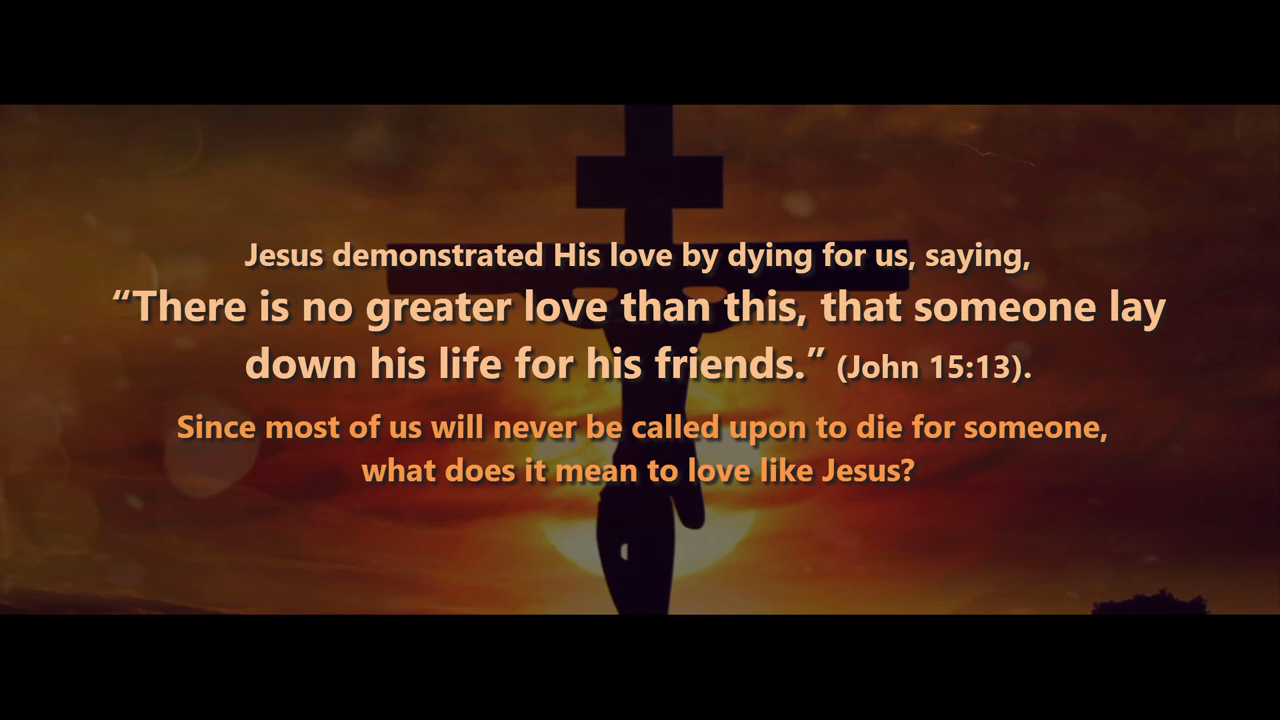 Jesus demonstrated His love by dying for us, saying,
“There is no greater love than this, that someone lay
down his life for his friends.” (John 15:13).
Since most of us will never be called upon to die for someone,
what does it mean to love like Jesus?